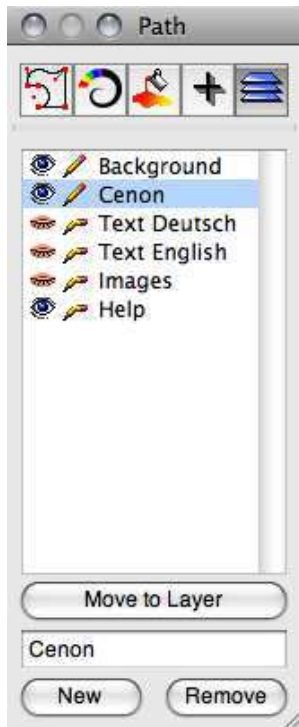 Path
Background
Cenon
Text Deutsch
Text English
Images
Help
Move to Layer
Cenon
New Remove